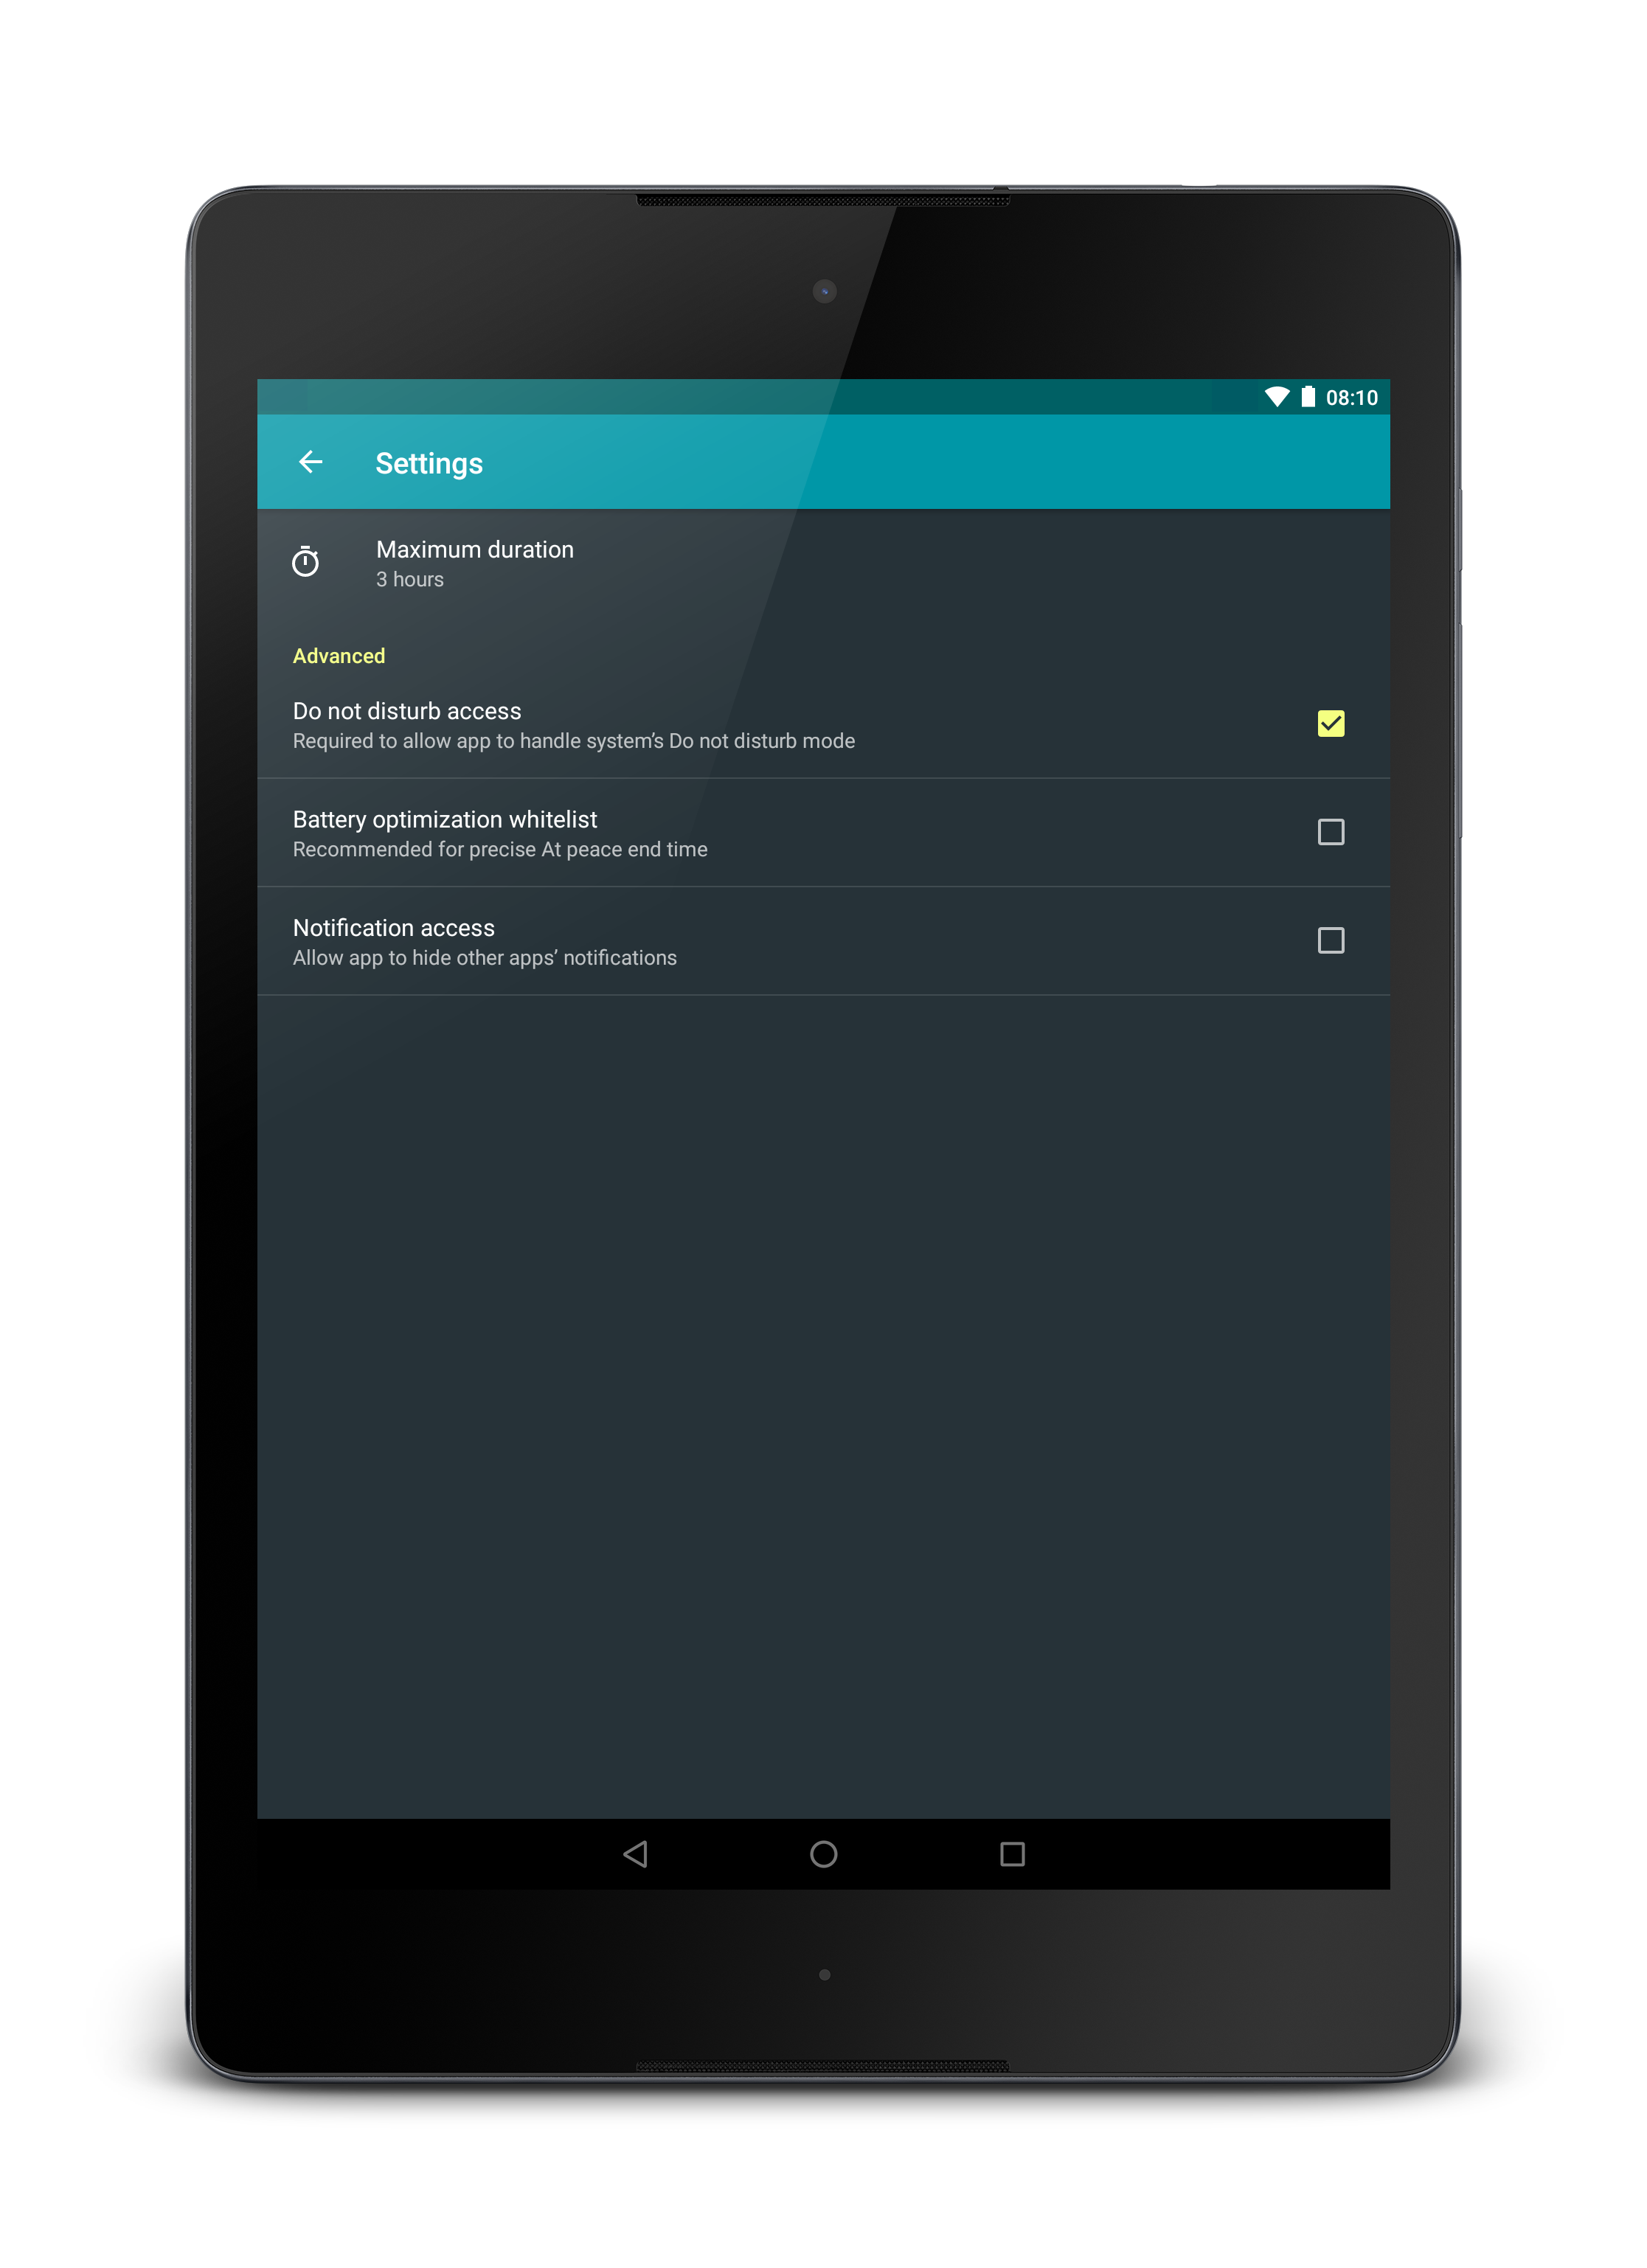 08:10
Settings
Maximum duration
3 hours
Advanced
Do not disturb access
Required to allow app to handle system’s Do not disturb mode
Battery optimization whitelist
Recommended for precise At peace end time
Notification access
Allow app to hide other apps’ notifications